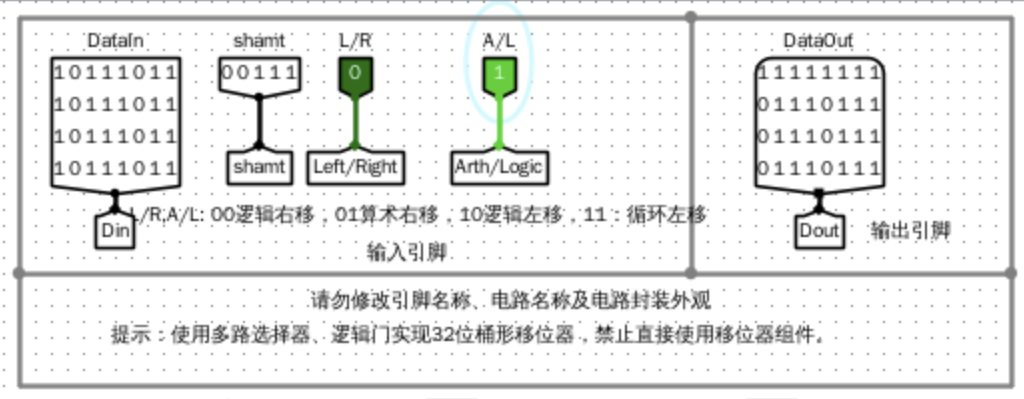 DataIn
shamt
L/R
A/L
DataOut
10111011
10111011
10111011
10111011
00111
0
1
11111111
01110111
01110111
01110111
shamt
Left/Right
Arth/Logic
Din
L/R,A/L: 00逻辑右移，01算术右移，10逻辑左移，11：循环左移
输入引脚
Dout
输出引脚
请勿修改引脚名称、电路名称及电路封装外观
提示：使用多路选择器、逻辑门实现32位桶形移位器，禁止直接使用移位器组件。